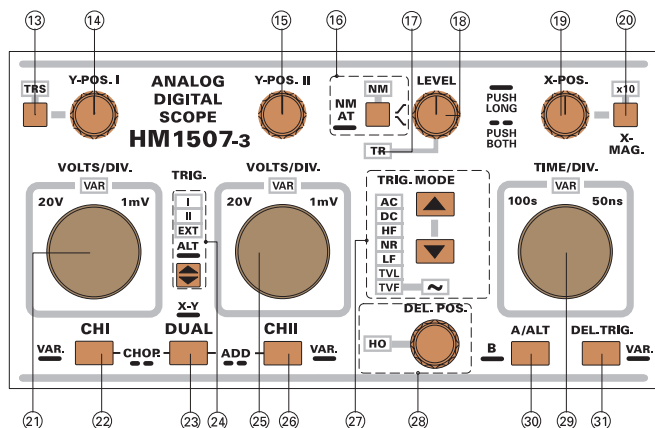 13 14 15 16 17 18 19 20
TRS
Y-POS. I
ANALOG
DIGITAL
SCOPE
HM1507-3
Y-POS. II
NM
AT
NM
LEVEL
TR
PUSH
LONG
PUSH
BOTH
X-POS.
x10
X-
MAG.
VOLTS/DIV.
VAR
20V 1mV
TRIG.
I
II
EXT
ALT
VOLTS/DIV.
VAR
20V 1mV
TRIG. MODE
AC
DC
HF
NR
LF
TVL
TVF
~
TIME/DIV.
VAR
100s 50ns
X-Y
VAR.
CHI
CHOP.
DUAL
ADD
CHII
VAR.
DEL. POS.
HO
B
A/ALT
DEL.TRIG.
VAR.
21 22 23 24 25 26 27 28 30 29 31